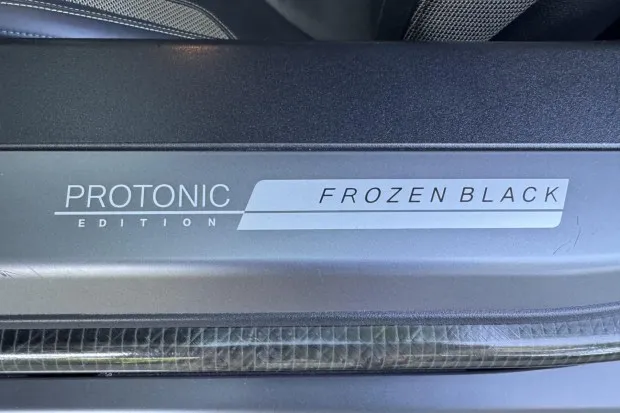 PROTONIC FROZEN BLACK
EDITION